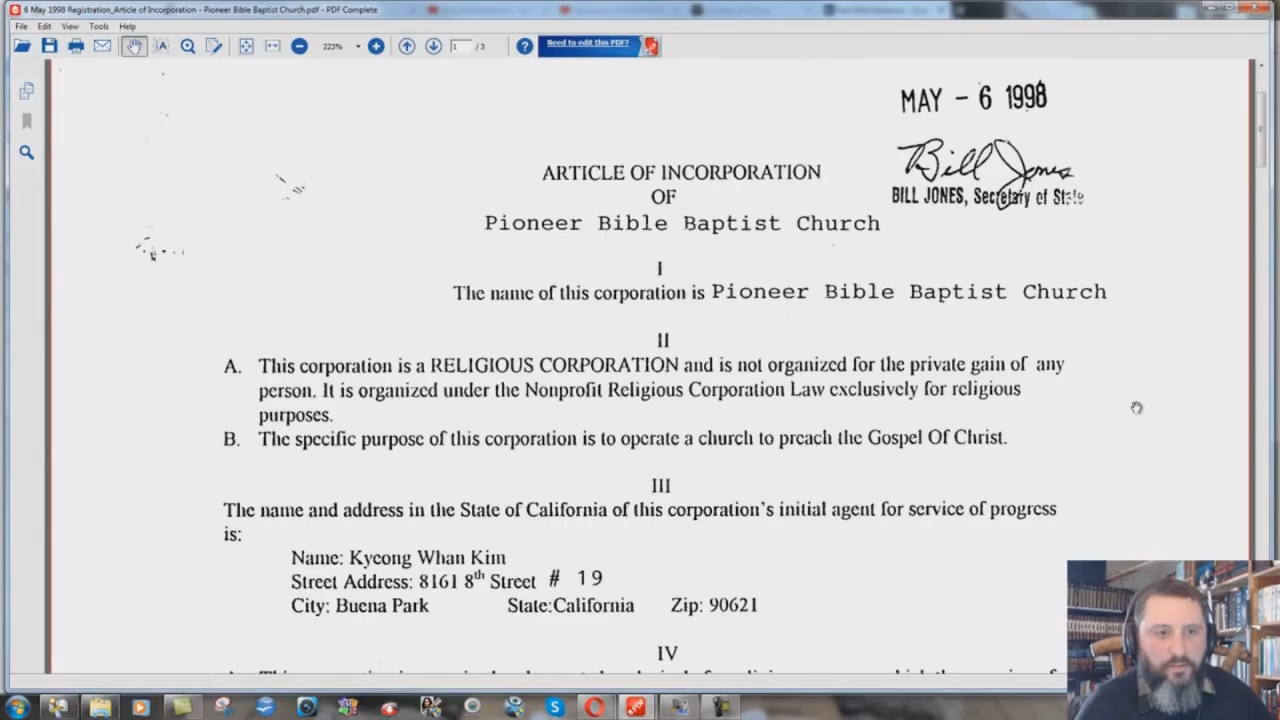 6 May 1998 Registration_Article of Incorporation - Pioneer Bible Baptist Church.pdf - PDF Complete
File Edit View Tools Help
223% 1 / 3 Need to edit this PDF?
MAY - 6 1998
Bill Jones
BILL JONES, Secretary of State
ARTICLE OF INCORPORATION
OF
Pioneer Bible Baptist Church
I
The name of this corporation is Pioneer Bible Baptist Church
II
A. This corporation is a RELIGIOUS CORPORATION and is not organized for the private gain of any
person. It is organized under the Nonprofit Religious Corporation Law exclusively for religious
purposes.
B. The specific purpose of this corporation is to operate a church to preach the Gospel Of Christ.
III
The name and address in the State of California of this corporation's initial agent for service of progress
is:
Name: Kyeong Whan Kim
Street Address: 8161 8th Street # 19
City: Buena Park State:California Zip: 90621
IV